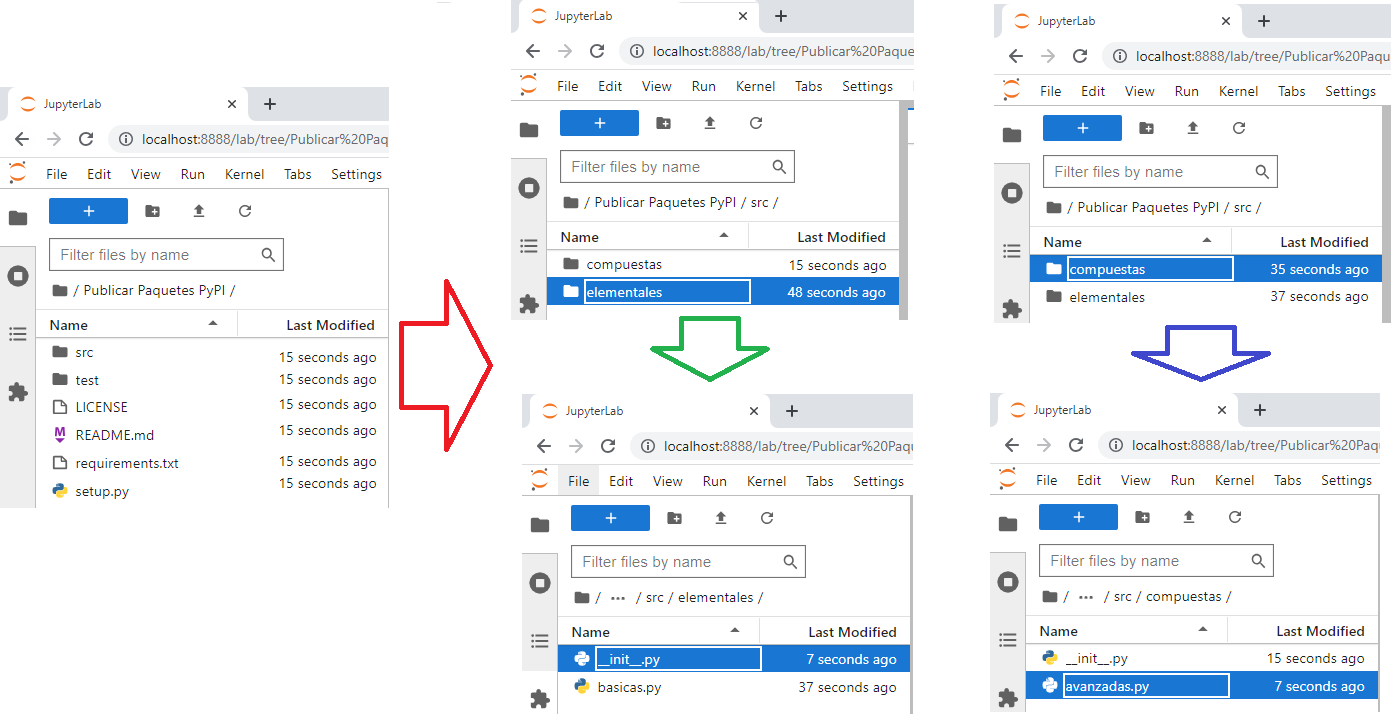 JupyterLab
localhost:8888/lab/tree/Publicar%20Paq
File Edit View Run Kernel Tabs Settings
Filter files by name
/ Publicar Paquetes PyPI /
Name Last Modified
src 15 seconds ago
test 15 seconds ago
LICENSE 15 seconds ago
README.md 15 seconds ago
requirements.txt 15 seconds ago
setup.py 15 seconds ago
JupyterLab
localhost:8888/lab/tree/Publicar%20Paque
File Edit View Run Kernel Tabs Settings
Filter files by name
/ Publicar Paquetes PyPI / src /
Name Last Modified
compuestas 15 seconds ago
elementales 48 seconds ago
JupyterLab
localhost:8888/lab/tree/Publicar%20Paqu
File Edit View Run Kernel Tabs Settings
Filter files by name
/ Publicar Paquetes PyPI / src /
Name Last Modified
compuestas 35 seconds ago
elementales 37 seconds ago
JupyterLab
localhost:8888/lab/tree/Publicar%20Paqu
File Edit View Run Kernel Tabs Settings
Filter files by name
/ ··· / src / elementales /
Name Last Modified
__init__.py 7 seconds ago
basicas.py 37 seconds ago
JupyterLab
localhost:8888/lab/tree/Publicar%20Paqu
File Edit View Run Kernel Tabs Settings
Filter files by name
/ ··· / src / compuestas /
Name Last Modified
__init__.py 15 seconds ago
avanzadas.py 7 seconds ago